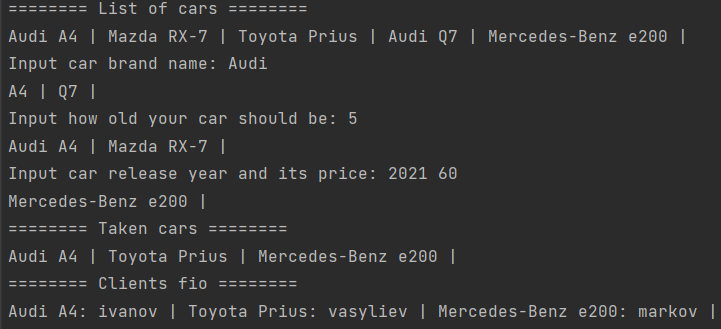 ======== List of cars ========
Audi A4 | Mazda RX-7 | Toyota Prius | Audi Q7 | Mercedes-Benz e200 |
Input car brand name: Audi
A4 | Q7 |
Input how old your car should be: 5
Audi A4 | Mazda RX-7 |
Input car release year and its price: 2021 60
Mercedes-Benz e200 |
======== Taken cars ========
Audi A4 | Toyota Prius | Mercedes-Benz e200 |
======== Clients fio ========
Audi A4: ivanov | Toyota Prius: vasyliev | Mercedes-Benz e200: markov |